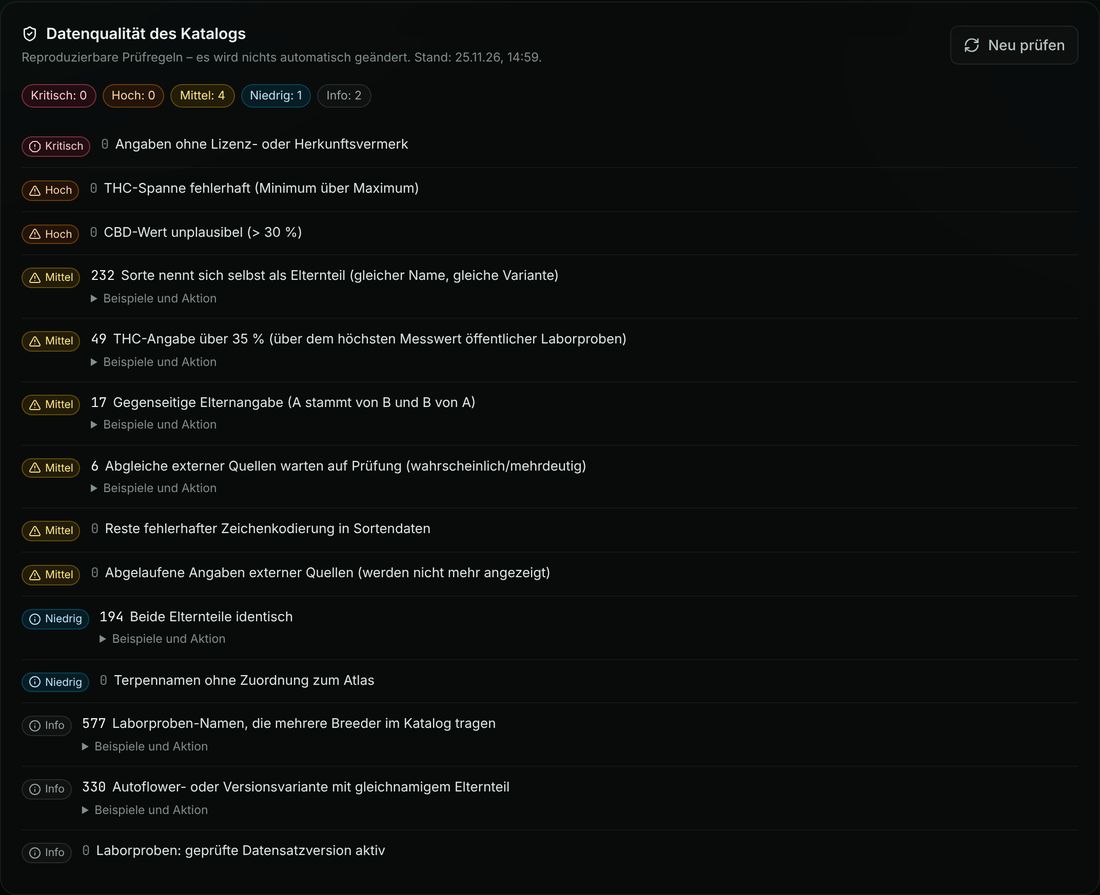 Datenqualität des Katalogs
Reproduzierbare Prüfregeln – es wird nichts automatisch geändert. Stand: 25.11.26, 14:59.
Neu prüfen
Kritisch: 0 Hoch: 0 Mittel: 4 Niedrig: 1 Info: 2
Kritisch 0 Angaben ohne Lizenz- oder Herkunftsvermerk
Hoch 0 THC-Spanne fehlerhaft (Minimum über Maximum)
Hoch 0 CBD-Wert unplausibel (> 30 %)
Mittel 232 Sorte nennt sich selbst als Elternteil (gleicher Name, gleiche Variante)
Beispiele und Aktion
Mittel 49 THC-Angabe über 35 % (über dem höchsten Messwert öffentlicher Laborproben)
Beispiele und Aktion
Mittel 17 Gegenseitige Elternangabe (A stammt von B und B von A)
Beispiele und Aktion
Mittel 6 Abgleiche externer Quellen warten auf Prüfung (wahrscheinlich/mehrdeutig)
Beispiele und Aktion
Mittel 0 Reste fehlerhafter Zeichenkodierung in Sortendaten
Mittel 0 Abgelaufene Angaben externer Quellen (werden nicht mehr angezeigt)
Niedrig 194 Beide Elternteile identisch
Beispiele und Aktion
Niedrig 0 Terpennamen ohne Zuordnung zum Atlas
Info 577 Laborproben-Namen, die mehrere Breeder im Katalog tragen
Beispiele und Aktion
Info 330 Autoflower- oder Versionsvariante mit gleichnamigem Elternteil
Beispiele und Aktion
Info 0 Laborproben: geprüfte Datensatzversion aktiv